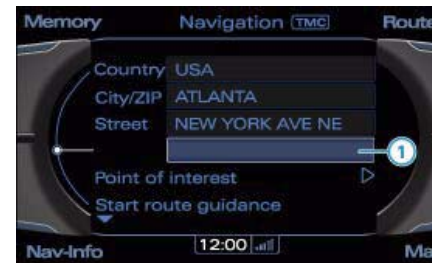 Memory Navigation TMC Route
Country USA
City/ZIP ATLANTA
Street NEW YORK AVE NE
1
Point of interest
Start route guidance
Nav-Info 12:00 Ma